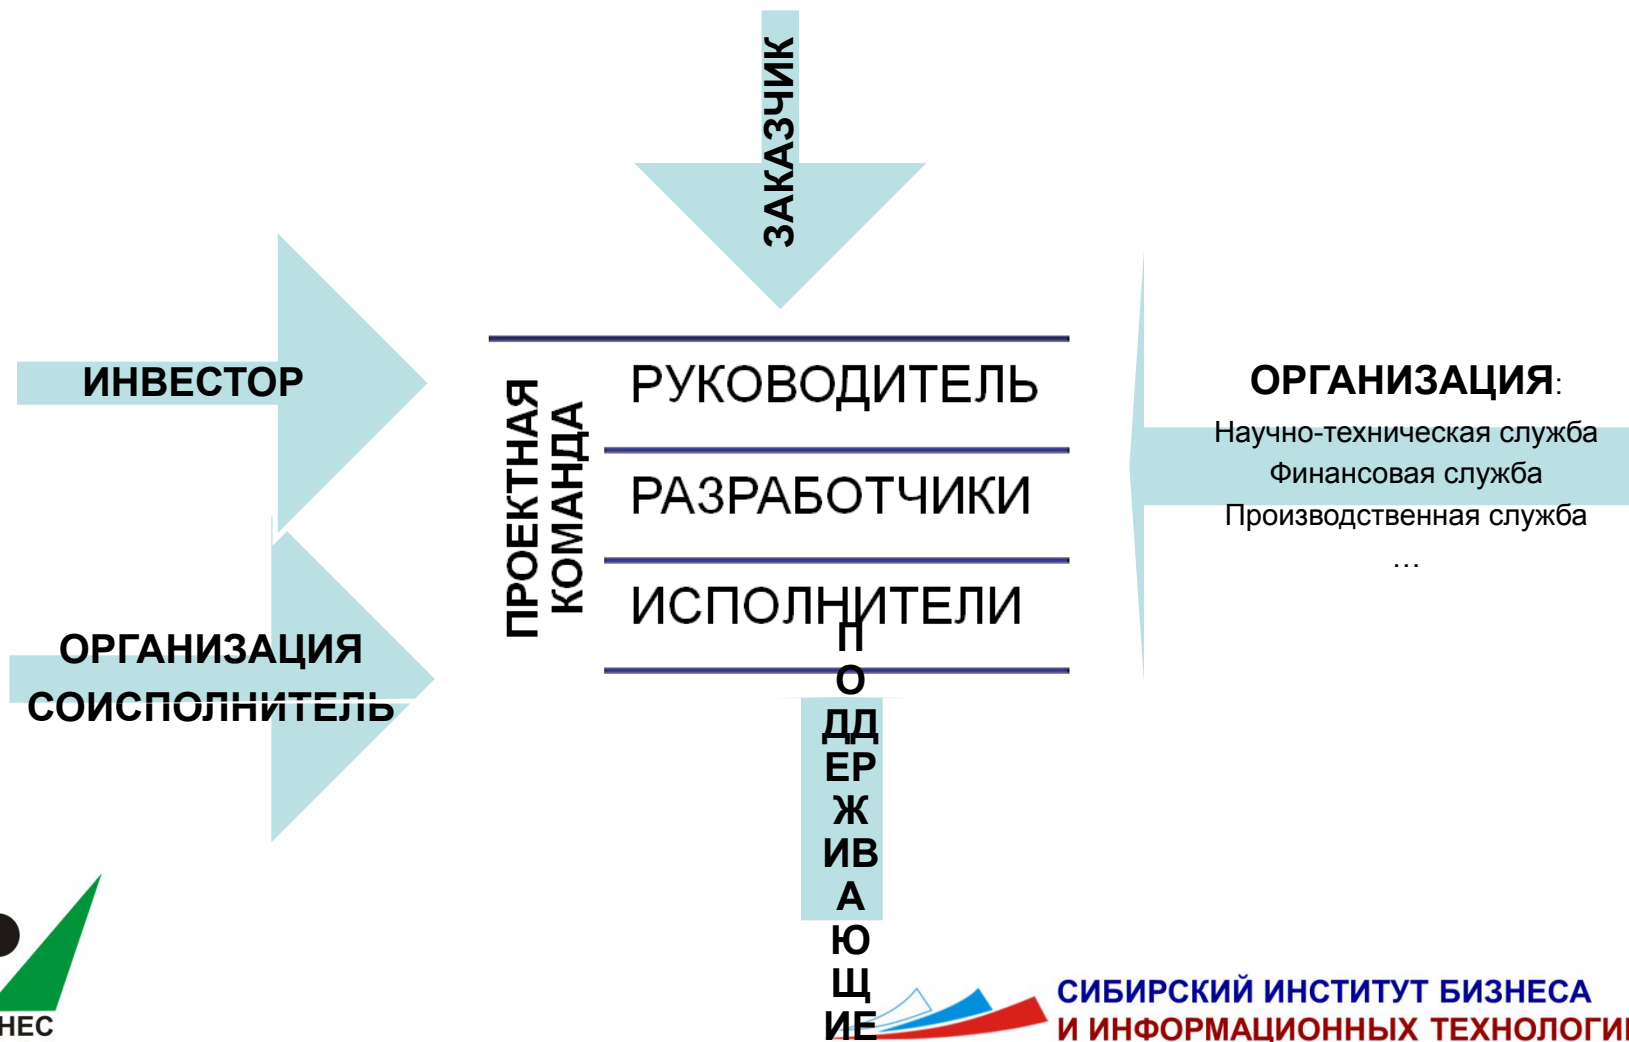 ЗАКАЗЧИК
ИНВЕСТОР
ОРГАНИЗАЦИЯ
СОИСПОЛНИТЕЛЬ
ПРОЕКТНАЯ
КОМАНДА
РУКОВОДИТЕЛЬ
РАЗРАБОТЧИКИ
ИСПОЛНИТЕЛИ
ОРГАНИЗАЦИЯ:
Научно-техническая служба
Финансовая служба
Производственная служба
…
П
О
ДД
ЕР
Ж
ИВ
А
Ю
Щ
ИЕ
НЕС
СИБИРСКИЙ ИНСТИТУТ БИЗНЕСА
И ИНФОРМАЦИОННЫХ ТЕХНОЛОГИ